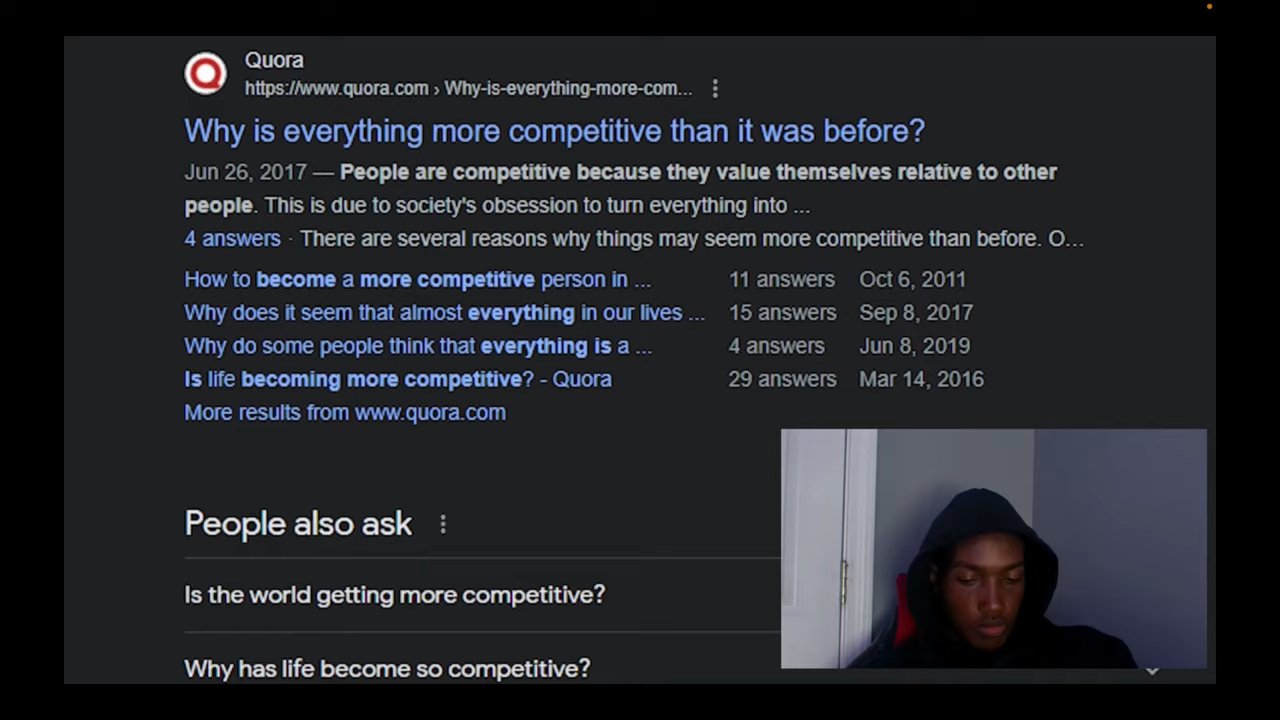 Quora
https://www.quora.com › Why-is-everything-more-com...
Why is everything more competitive than it was before?
Jun 26, 2017 — People are competitive because they value themselves relative to other
people. This is due to society's obsession to turn everything into ...
4 answers · There are several reasons why things may seem more competitive than before. O...
How to become a more competitive person in ... 11 answers Oct 6, 2011
Why does it seem that almost everything in our lives ... 15 answers Sep 8, 2017
Why do some people think that everything is a ... 4 answers Jun 8, 2019
Is life becoming more competitive? - Quora 29 answers Mar 14, 2016
More results from www.quora.com
People also ask
Is the world getting more competitive?
Why has life become so competitive?